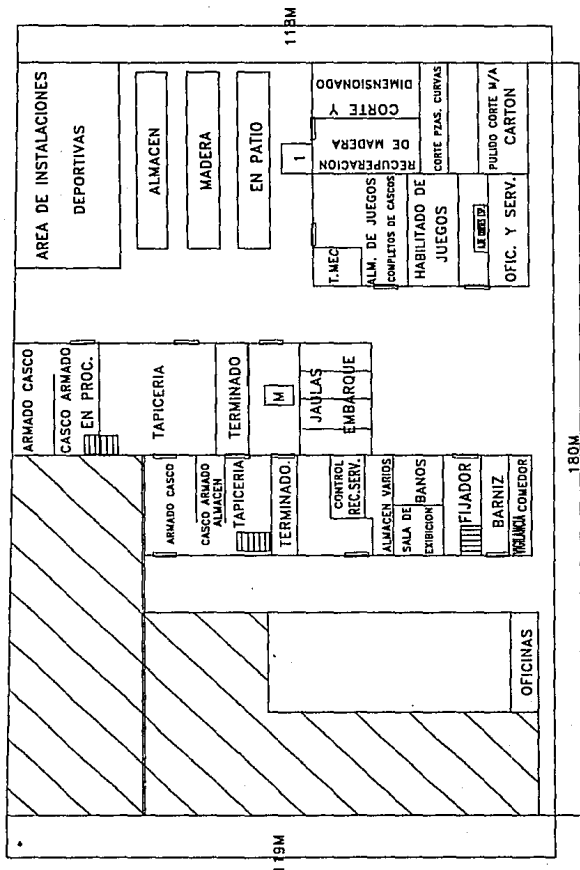 118M
180M
119M
AREA DE INSTALACIONES
DEPORTIVAS
ALMACEN
MADERA
EN PATIO
1
RECUPERACION
DE MADERA
CORTE Y
DIMENSIONADO
CORTE PZAS. CURVAS
PULIDO CORTE M/A
CARTON
T.MEC
ALM. DE JUEGOS
COMPLETOS DE CASCOS
HABILITADO DE
JUEGOS
OFIC. Y SERV.
ARMADO CASCO
CASCO ARMADO
EN PROC.
TAPICERIA
TERMINADO
M
JAULAS
EMBARQUE
ARMADO CASCO
CASCO ARMADO
ALMACEN
TAPICERIA
TERMINADO.
CONTROL
REC.SERV.
ALMACEN VARIOS
SALA DE
EXIBICION
BANOS
FIJADOR
BARNIZ
VIGILANCIA COMEDOR
OFICINAS